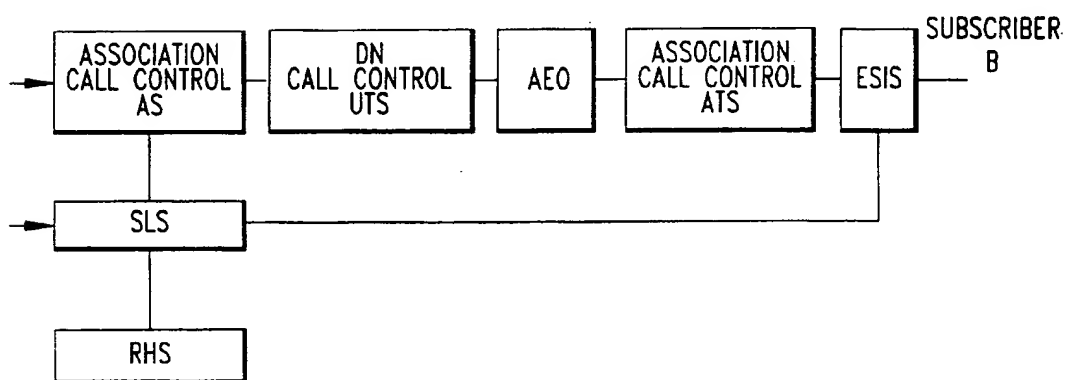 ASSOCIATION
CALL CONTROL
AS
DN
CALL CONTROL
UTS
AEO
ASSOCIATION
CALL CONTROL
ATS
ESIS
SUBSCRIBER
B
SLS
RHS